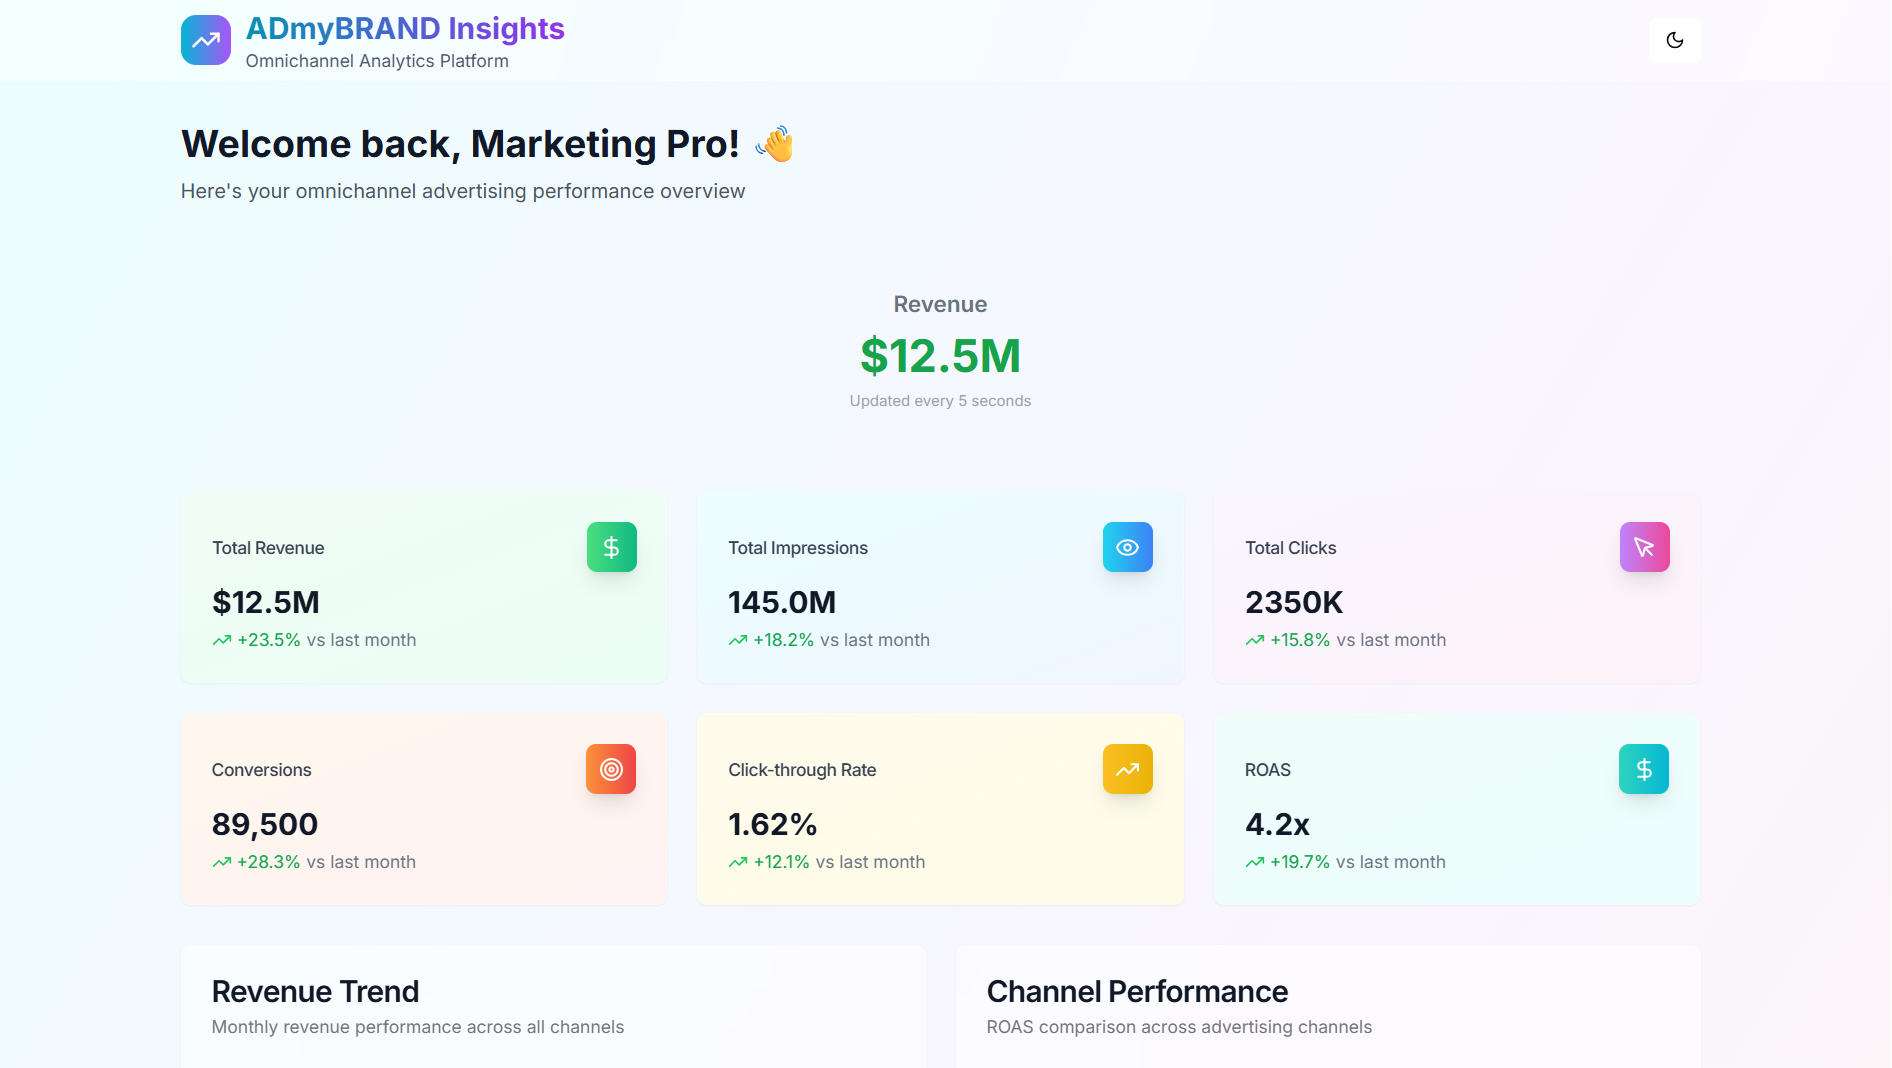 ADmyBRAND Insights
Omnichannel Analytics Platform
Welcome back, Marketing Pro! 👋
Here's your omnichannel advertising performance overview
Revenue
$12.5M
Updated every 5 seconds
Total Revenue
$12.5M
+23.5% vs last month
Total Impressions
145.0M
+18.2% vs last month
Total Clicks
2350K
+15.8% vs last month
Conversions
89,500
+28.3% vs last month
Click-through Rate
1.62%
+12.1% vs last month
ROAS
4.2x
+19.7% vs last month
Revenue Trend
Monthly revenue performance across all channels
Channel Performance
ROAS comparison across advertising channels